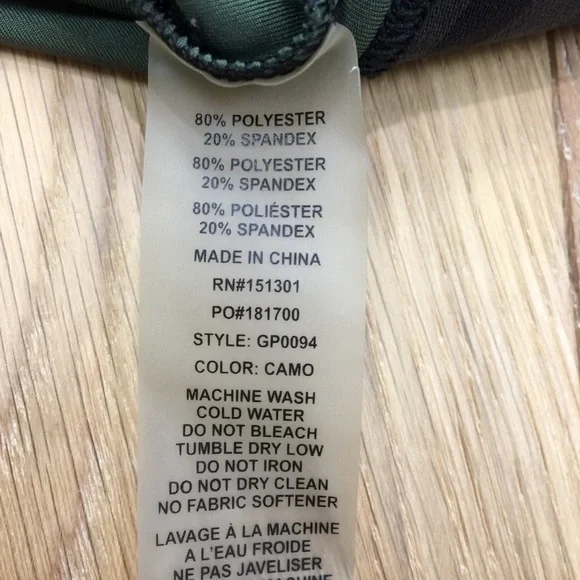 80% POLYESTER
20% SPANDEX
80% POLYESTER
20% SPANDEX
80% POLIÉSTER
20% SPANDEX
MADE IN CHINA
RN#151301
PO#181700
STYLE: GP0094
COLOR: CAMO
MACHINE WASH
COLD WATER
DO NOT BLEACH
TUMBLE DRY LOW
DO NOT IRON
DO NOT DRY CLEAN
NO FABRIC SOFTENER
LAVAGE À LA MACHINE
A L'EAU FROIDE
NE PAS JAVELISER
MACHINE